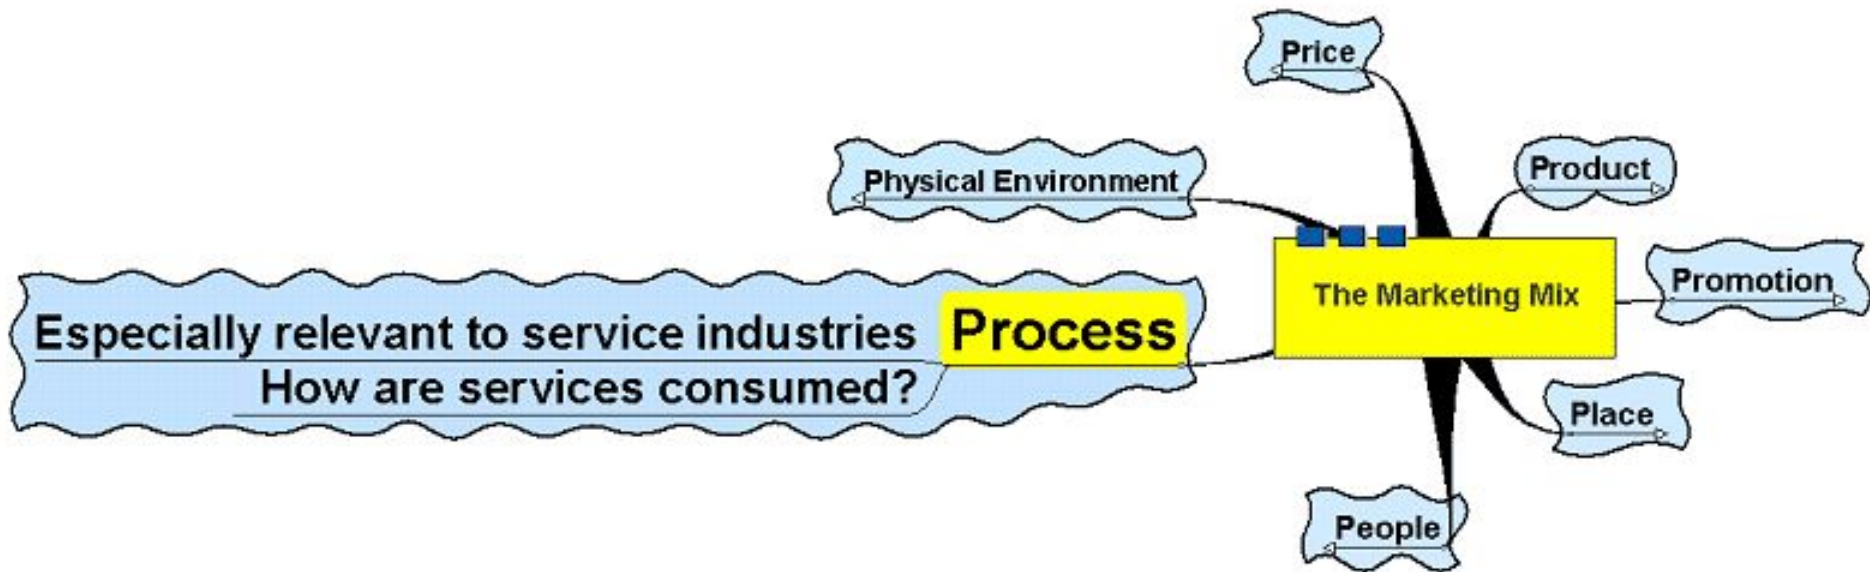 Price
Product
Physical Environment
The Marketing Mix
Promotion
Especially relevant to service industries
Process
How are services consumed?
Place
People